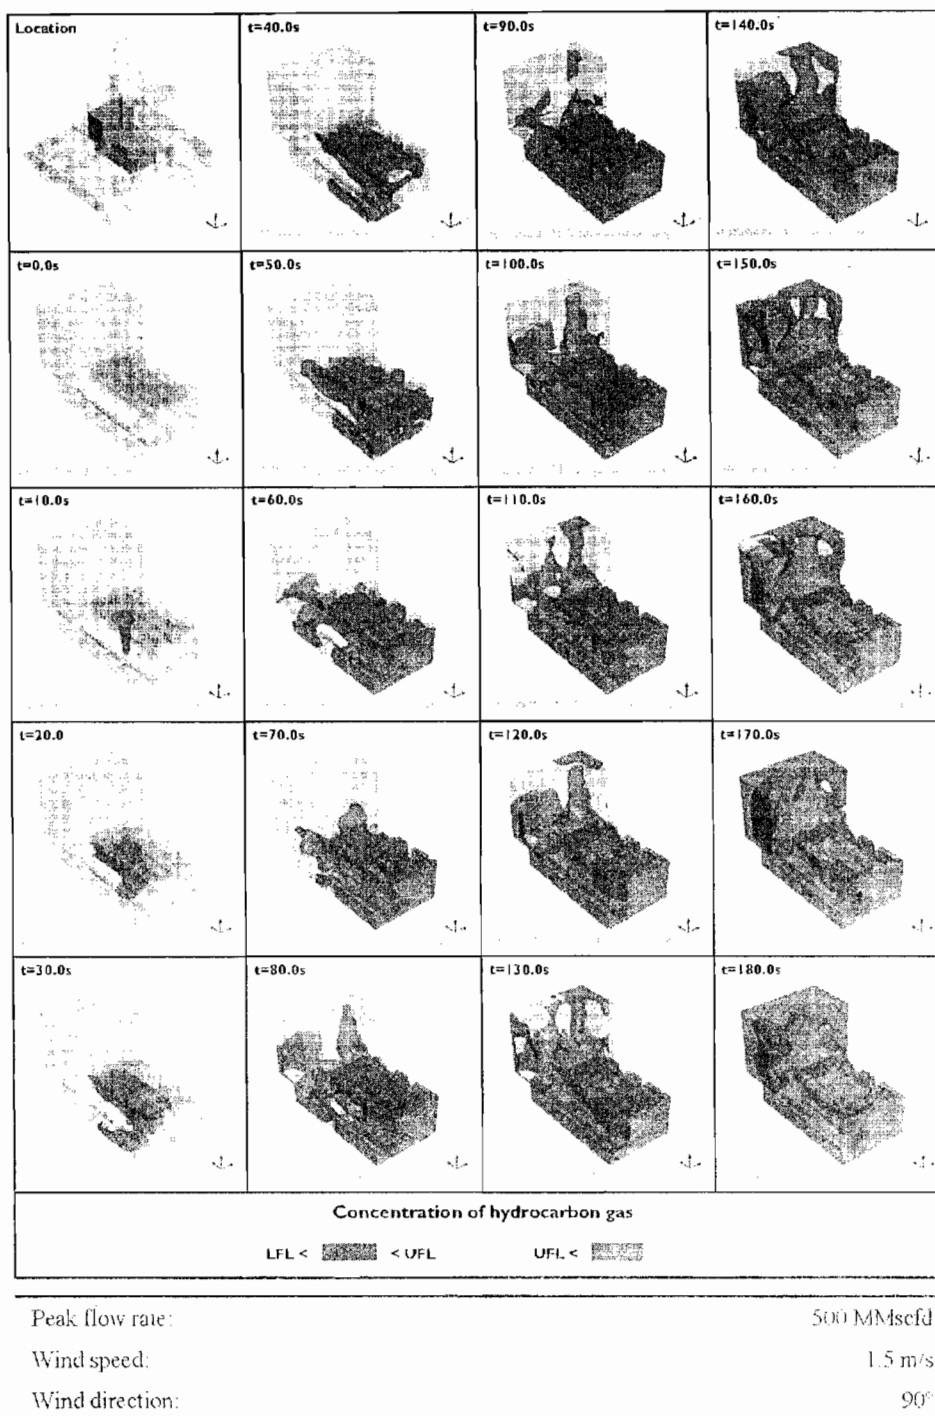 Location
t=40.0s
t=90.0s
t=140.0s
t=0.0s
t=50.0s
t=100.0s
t=150.0s
t=10.0s
t=60.0s
t=110.0s
t=160.0s
t=20.0
t=70.0s
t=120.0s
t=170.0s
t=30.0s
t=80.0s
t=130.0s
t=180.0s
Concentration of hydrocarbon gas
LFL < < UFL UFL <
Peak flow rate: 500 MMscfd
Wind speed: 1.5 m/s
Wind direction: 90°